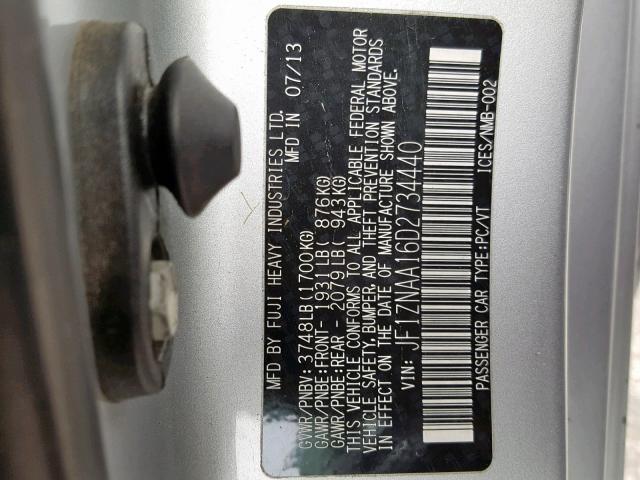 MFD BY FUJI HEAVY INDUSTRIES LTD.
MFD IN 07/13
GVWR/PNBV: 3748LB(1700KG)
GAWR/PNBE:FRONT- 1931LB( 876KG)
GAWR/PNBE:REAR - 2079LB( 943KG)
THIS VEHICLE CONFORMS TO ALL APPLICABLE FEDERAL MOTOR
VEHICLE SAFETY, BUMPER, AND THEFT PREVENTION STANDARDS
IN EFFECT ON THE DATE OF MANUFACTURE SHOWN ABOVE.
VIN: JF1ZNAA16D2734440
PASSENGER CAR TYPE:PC/VT ICES/NMB-002